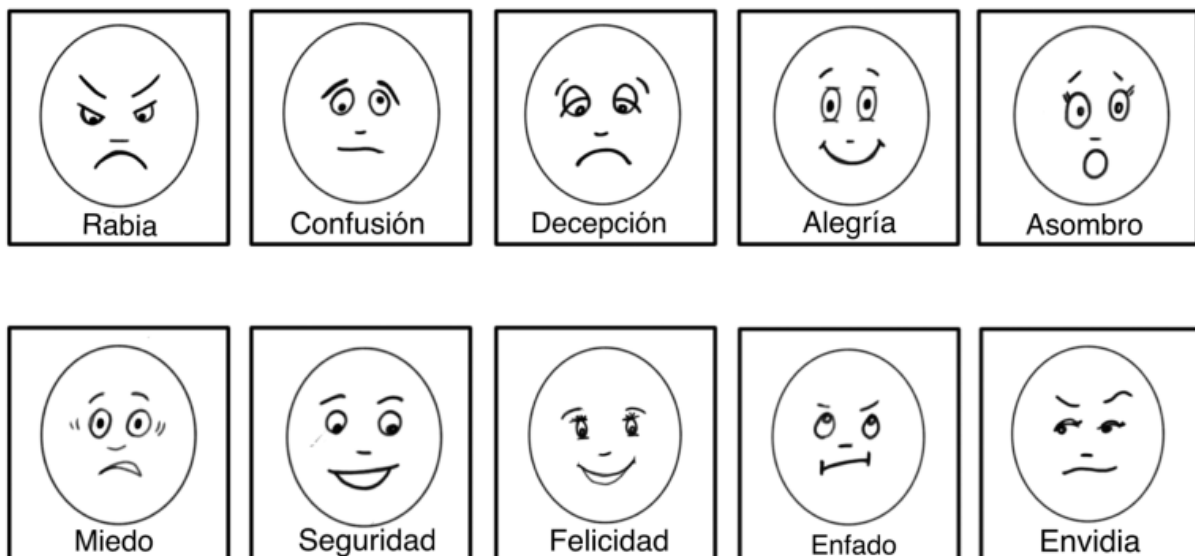 Rabia
Confusión
Decepción
Alegría
Asombro
Miedo
Seguridad
Felicidad
Enfado
Envidia